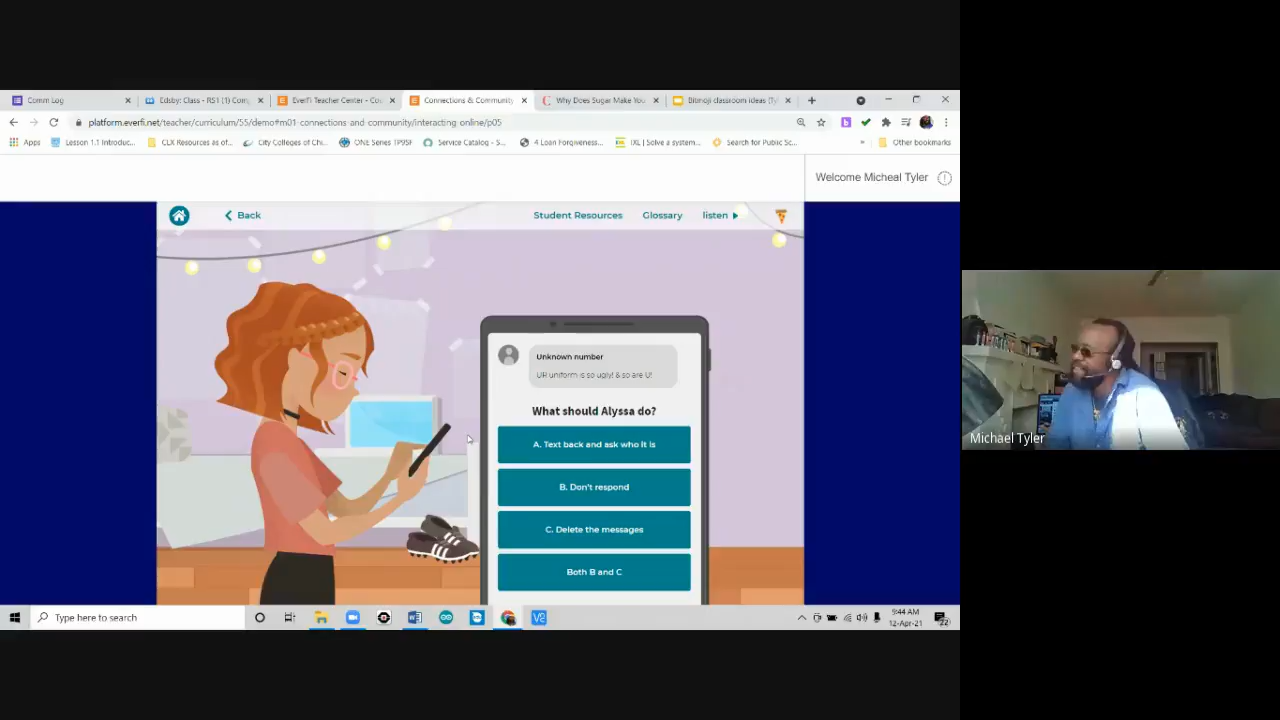 Comm Log
Edsby: Class - RS1 (1) Com
EverFi Teacher Center - Cou
Connections & Community
Why Does Sugar Make You
Bitmoji classroom ideas (Ty
platform.everfi.net/teacher/curriculum/55/demo#m01-connections-and-community/interacting-online/p05
Apps
Lesson 1.1 Introduc...
CLX Resources as of...
City Colleges of Chi...
ONE Series TP95F
Service Catalog - S...
4 Loan Forgiveness...
IXL | Solve a system...
Search for Public Sc...
Other bookmarks
Welcome Micheal Tyler
Back
Student Resources
Glossary
listen
Unknown number
UR uniform is so ugly! & so are U!
What should Alyssa do?
A. Text back and ask who it is
B. Don't respond
C. Delete the messages
Both B and C
Michael Tyler
Type here to search
9:44 AM
12-Apr-21
22